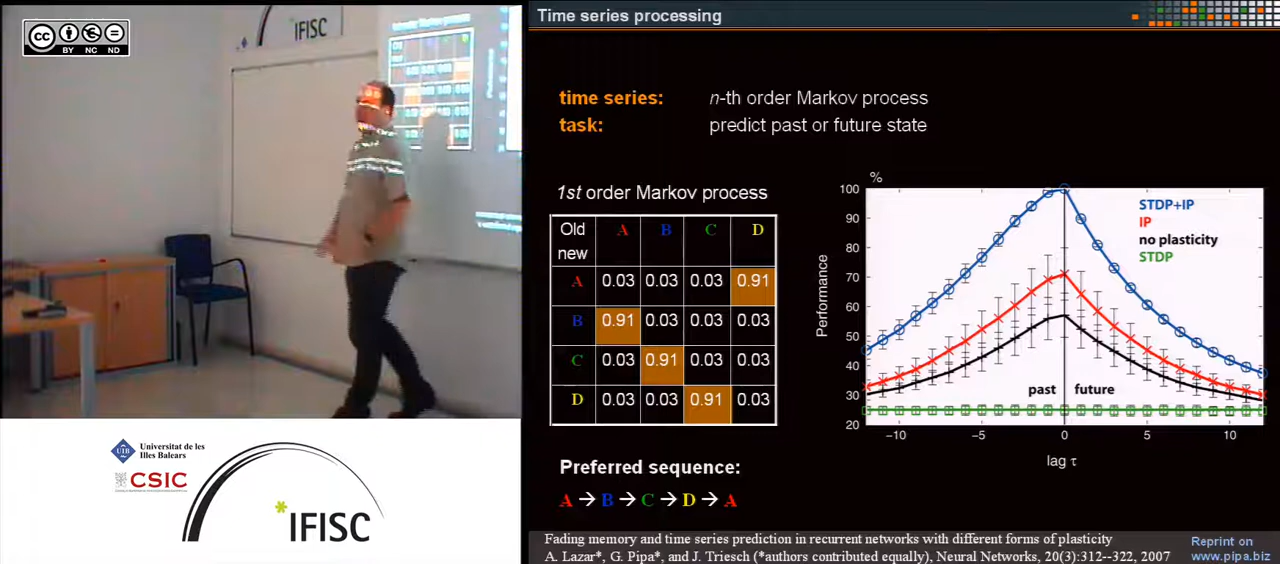 cc
BY NC ND
IFISC
Universitat de les
Illes Balears
CSIC
*IFISC
Time series processing
time series: n-th order Markov process
task: predict past or future state
1st order Markov process
Old
new
A B C D
A 0.03 0.03 0.03 0.91
B 0.91 0.03 0.03 0.03
C 0.03 0.91 0.03 0.03
D 0.03 0.03 0.91 0.03
Preferred sequence:
A → B → C → D → A
%
100
90
80
70
60
50
40
30
20
Performance
STDP+IP
IP
no plasticity
STDP
past future
−10 −5 0 5 10
lag τ
Fading memory and time series prediction in recurrent networks with different forms of plasticity
A. Lazar*, G. Pipa*, and J. Triesch (*authors contributed equally), Neural Networks, 20(3):312--322, 2007
Reprint on
www.pipa.biz